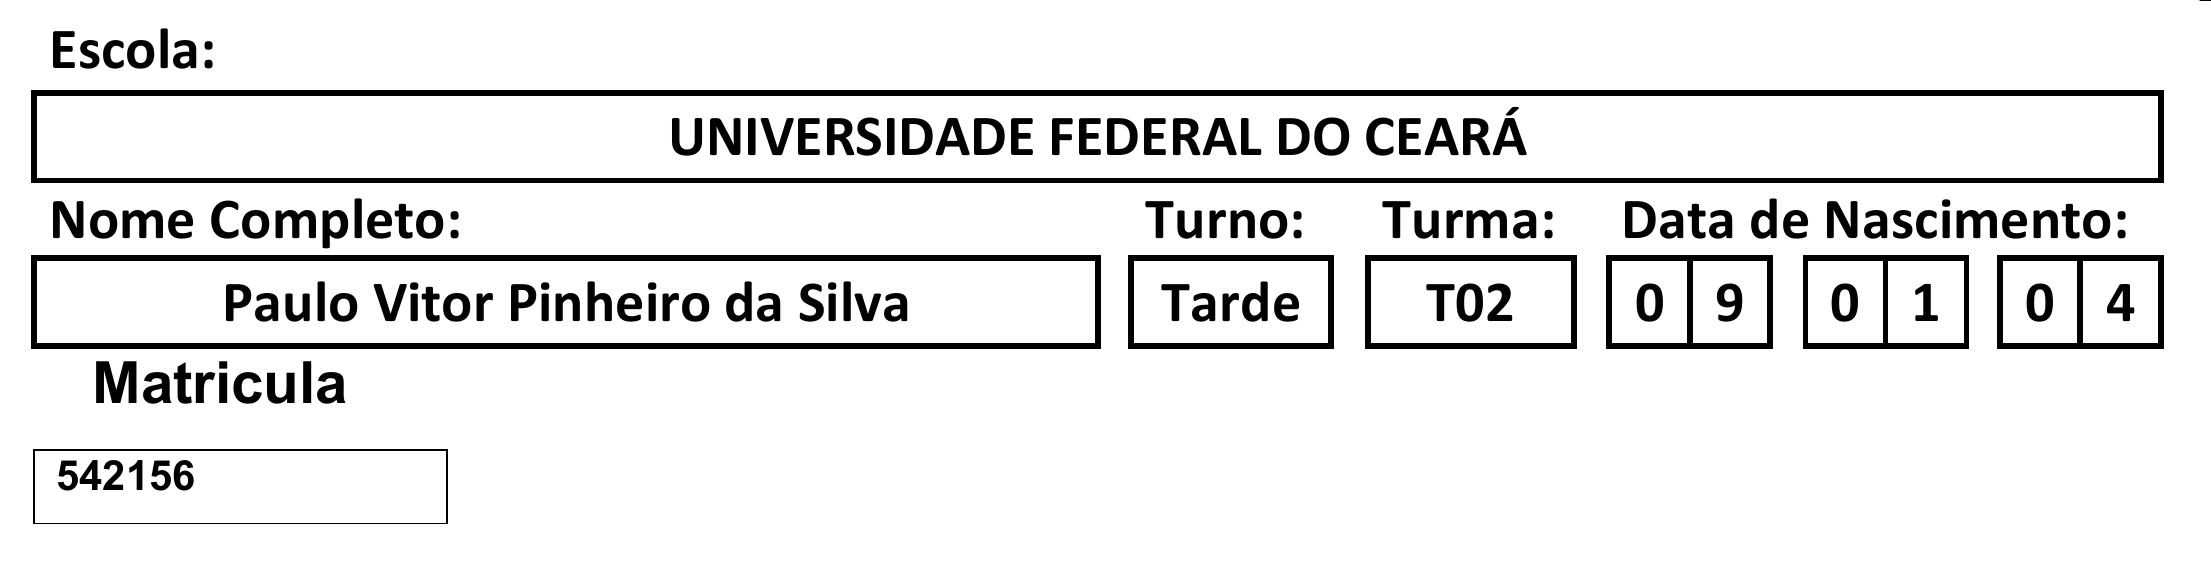 Escola:
UNIVERSIDADE FEDERAL DO CEARÁ
Nome Completo: Turno: Turma: Data de Nascimento:
Paulo Vitor Pinheiro da Silva Tarde T02 0 9 0 1 0 4
Matricula
542156